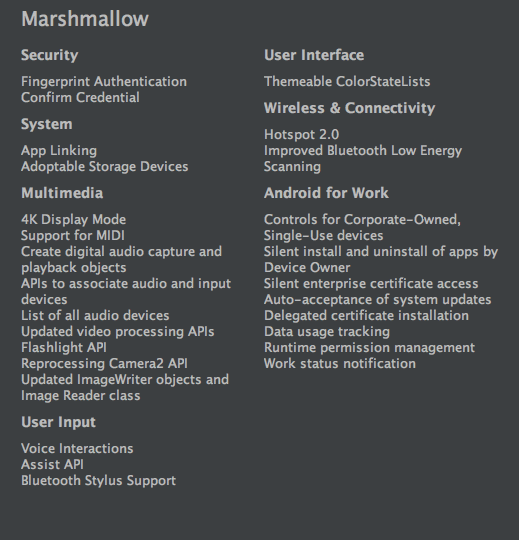 Marshmallow
Security
Fingerprint Authentication
Confirm Credential
System
App Linking
Adoptable Storage Devices
Multimedia
4K Display Mode
Support for MIDI
Create digital audio capture and
playback objects
APIs to associate audio and input
devices
List of all audio devices
Updated video processing APIs
Flashlight API
Reprocessing Camera2 API
Updated ImageWriter objects and
Image Reader class
User Input
Voice Interactions
Assist API
Bluetooth Stylus Support
User Interface
Themeable ColorStateLists
Wireless & Connectivity
Hotspot 2.0
Improved Bluetooth Low Energy
Scanning
Android for Work
Controls for Corporate-Owned,
Single-Use devices
Silent install and uninstall of apps by
Device Owner
Silent enterprise certificate access
Auto-acceptance of system updates
Delegated certificate installation
Data usage tracking
Runtime permission management
Work status notification